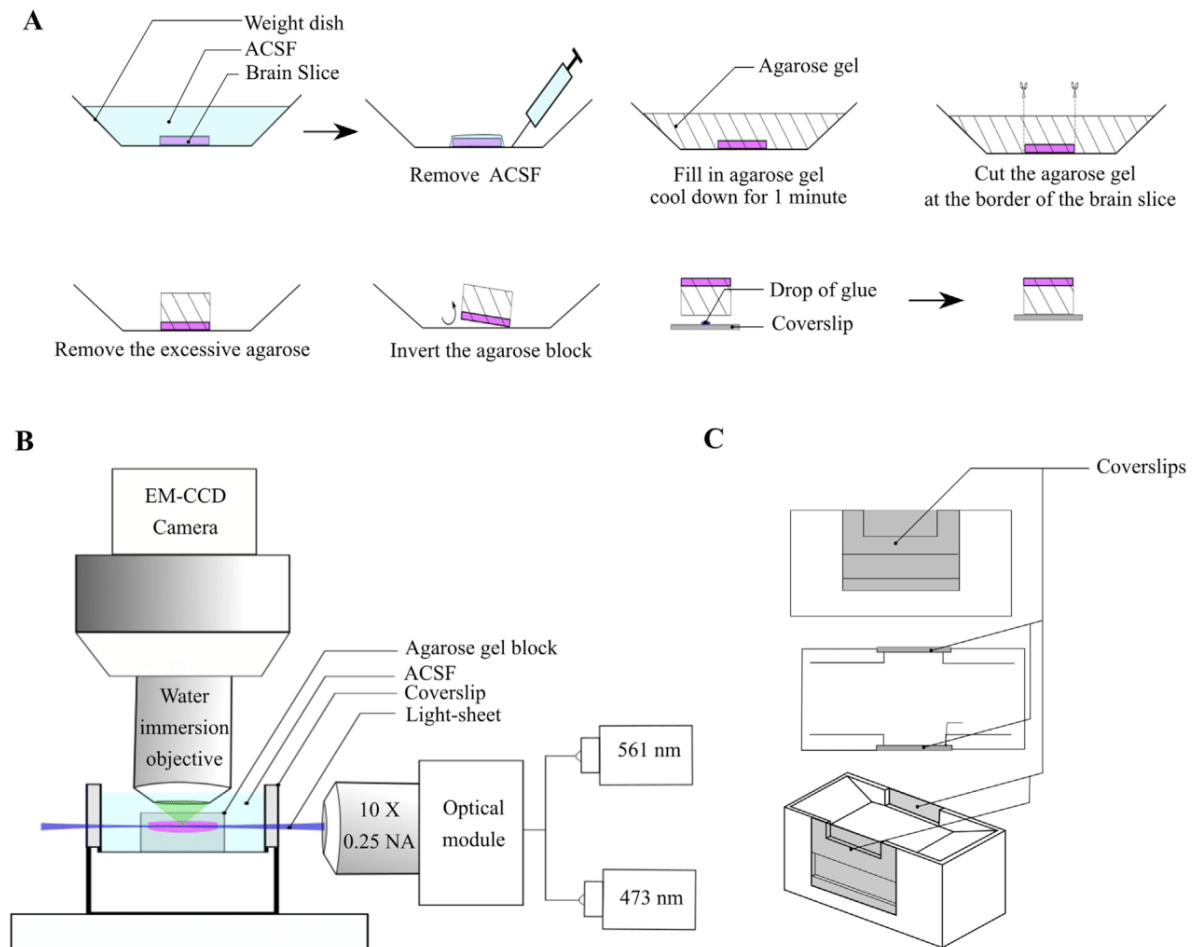 A
Weight dish
ACSF
Brain Slice
Remove ACSF
Agarose gel
Fill in agarose gel
cool down for 1 minute
Cut the agarose gel
at the border of the brain slice
Remove the excessive agarose
Invert the agarose block
Drop of glue
Coverslip
B
EM-CCD
Camera
Water
immersion
objective
Agarose gel block
ACSF
Coverslip
Light-sheet
10 X
0.25 NA
Optical
module
561 nm
473 nm
C
Coverslips